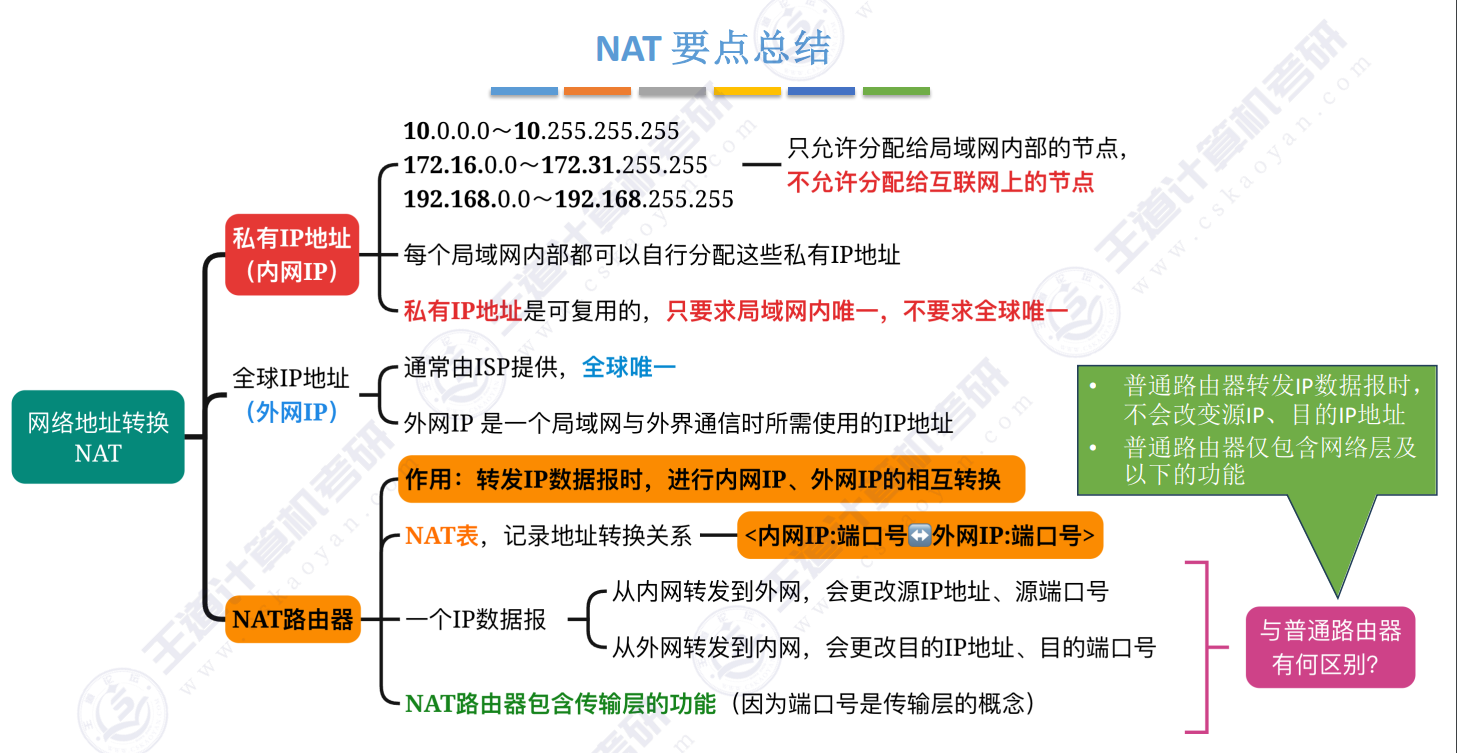 NAT 要点总结
10.0.0.0～10.255.255.255
172.16.0.0～172.31.255.255
192.168.0.0～192.168.255.255
只允许分配给局域网内部的节点，
不允许分配给互联网上的节点
私有IP地址
（内网IP）
每个局域网内部都可以自行分配这些私有IP地址
私有IP地址是可复用的，只要求局域网内唯一，不要求全球唯一
全球IP地址
（外网IP）
通常由ISP提供，全球唯一
外网IP 是一个局域网与外界通信时所需使用的IP地址
网络地址转换
NAT
作用：转发IP数据报时，进行内网IP、外网IP的相互转换
NAT表，记录地址转换关系
<内网IP:端口号↔️外网IP:端口号>
NAT路由器
一个IP数据报
从内网转发到外网，会更改源IP地址、源端口号
从外网转发到内网，会更改目的IP地址、目的端口号
NAT路由器包含传输层的功能（因为端口号是传输层的概念）
• 普通路由器转发IP数据报时，
不会改变源IP、目的IP地址
• 普通路由器仅包含网络层及
以下的功能
与普通路由器
有何区别？
王道计算机考研
www.cskaoyan.com